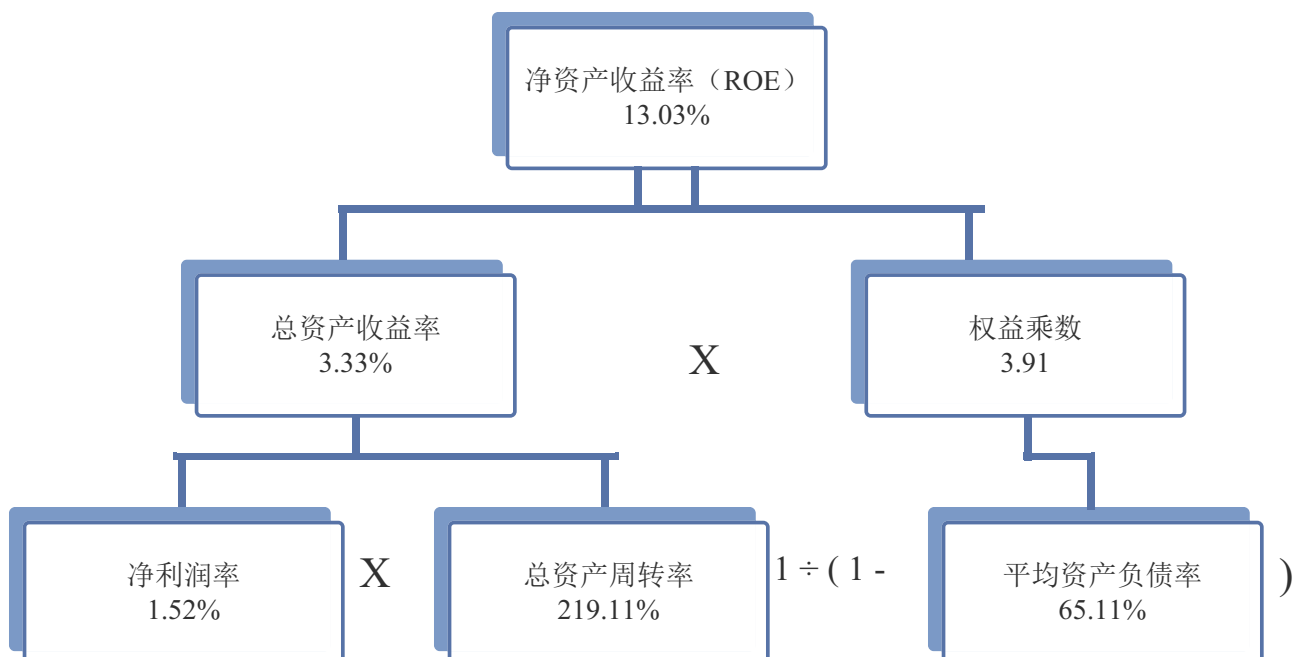 净资产收益率（ROE）
13.03%
总资产收益率
3.33%
X
权益乘数
3.91
净利润率
1.52%
X
总资产周转率
219.11%
1 ÷ ( 1 -
平均资产负债率
65.11%
)